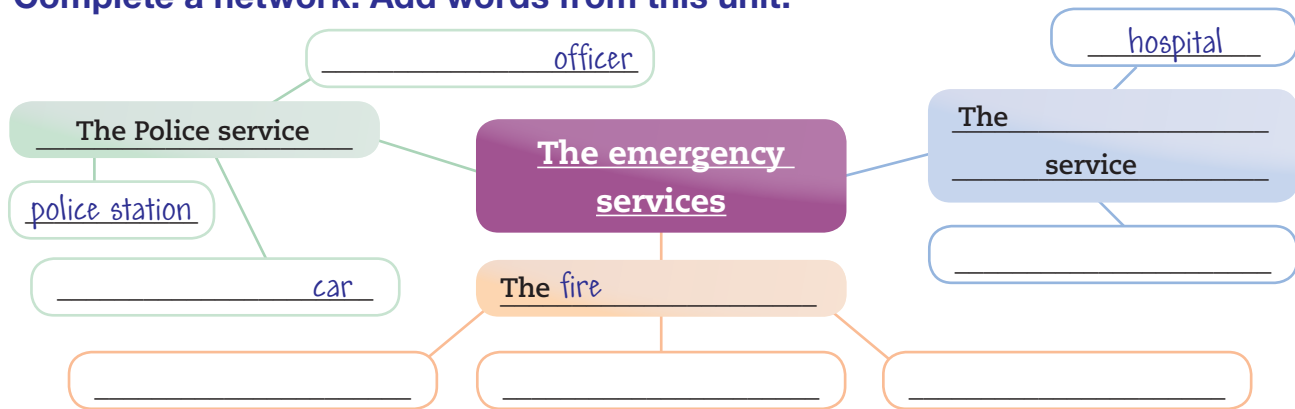 Complete a network. Add words from this unit.
officer
hospital
The Police service
The emergency
services
The
service
police station
car
The fire